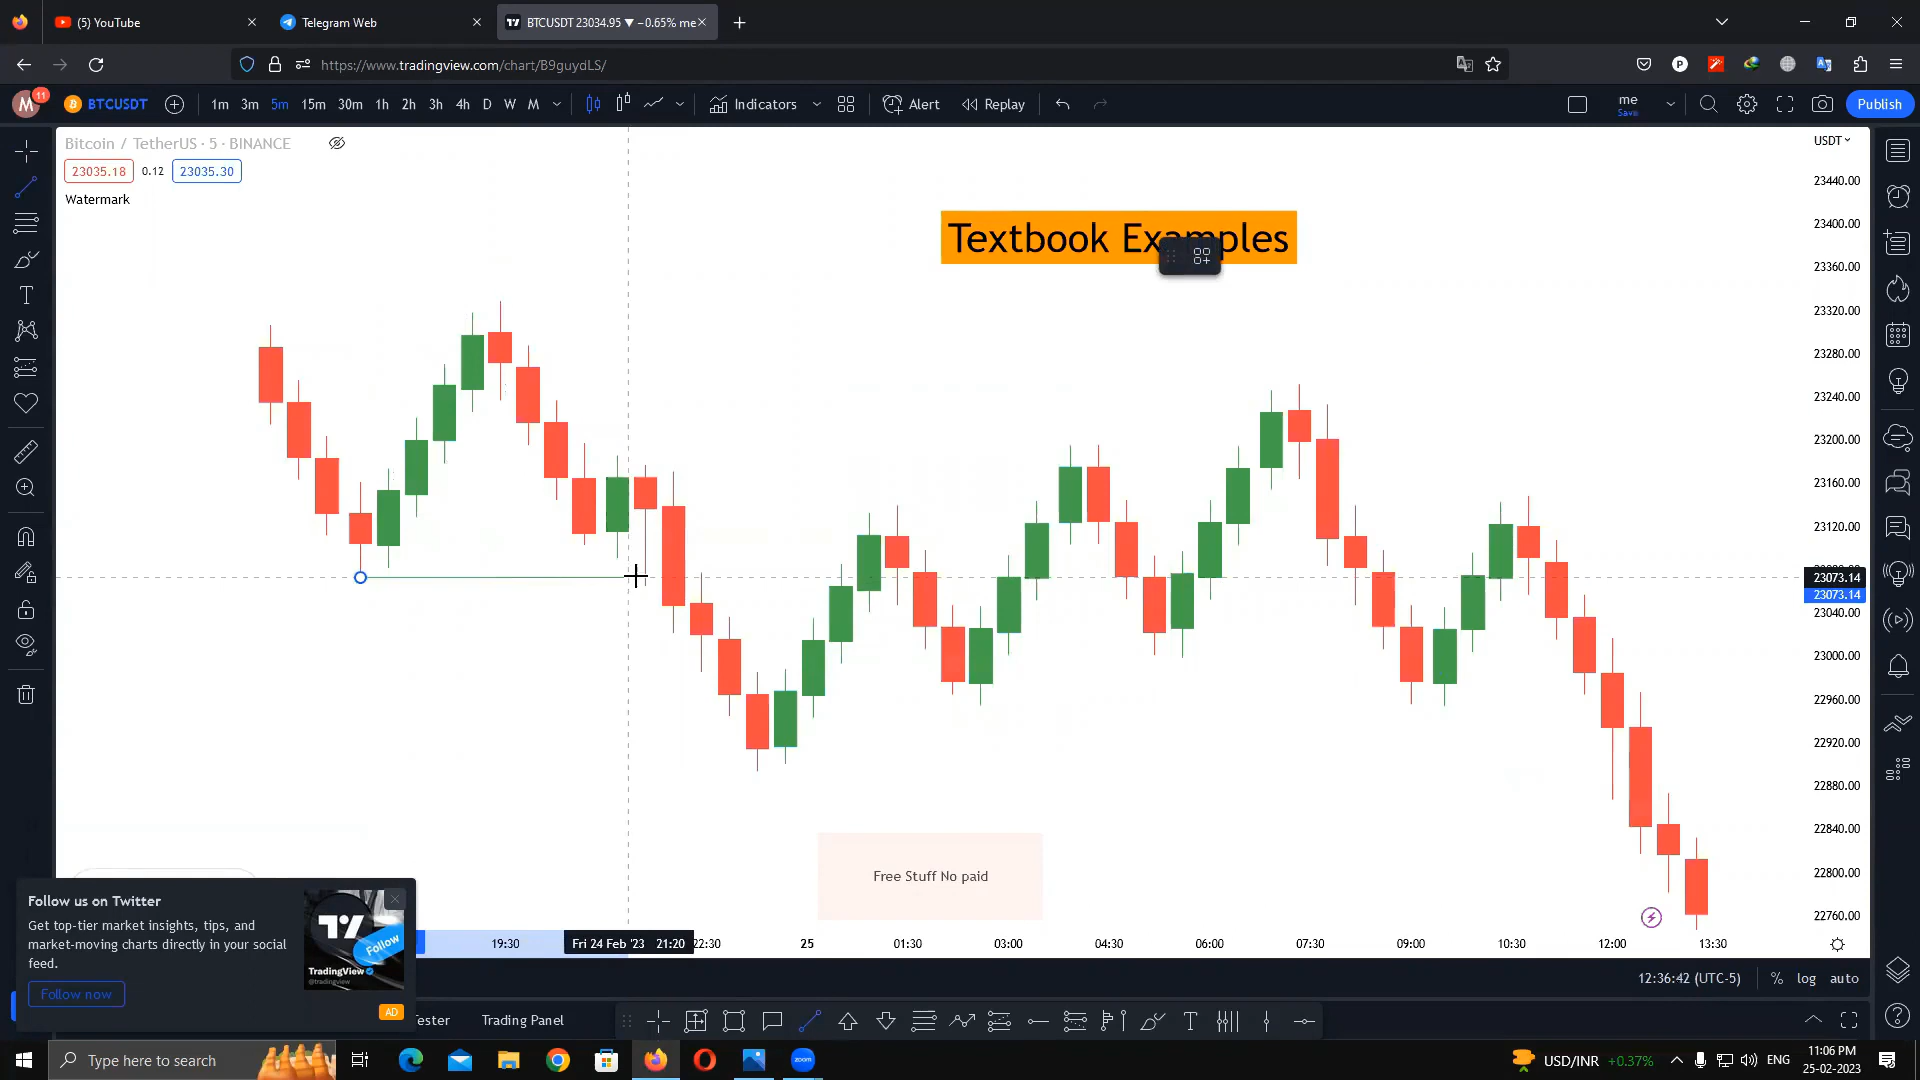 (5) YouTube
Telegram Web
BTCUSDT 23034.95 ▼ −0.65% me
https://www.tradingview.com/chart/B9guydLS/
M
11
BTCUSDT
1m 3m 5m 15m 30m 1h 2h 3h 4h D W M
Indicators
Alert
Replay
me
Save
Publish
Bitcoin / TetherUS · 5 · BINANCE
USDT
23035.18
0.12
23035.30
Watermark
Textbook Examples
23440.00
23400.00
23360.00
23320.00
23280.00
23240.00
23200.00
23160.00
23120.00
23073.14
23073.14
23040.00
23000.00
22960.00
22920.00
22880.00
22840.00
22800.00
22760.00
Free Stuff No paid
Follow us on Twitter
Get top-tier market insights, tips, and
market-moving charts directly in your social
feed.
Follow now
Follow
TradingView
@tradingview
AD
19:30
Fri 24 Feb '23 21:20
22:30
25
01:30
03:00
04:30
06:00
07:30
09:00
10:30
12:00
13:30
12:36:42 (UTC-5)
%
log
auto
ester
Trading Panel
Type here to search
zoom
USD/INR +0.37%
ENG
11:06 PM
25-02-2023